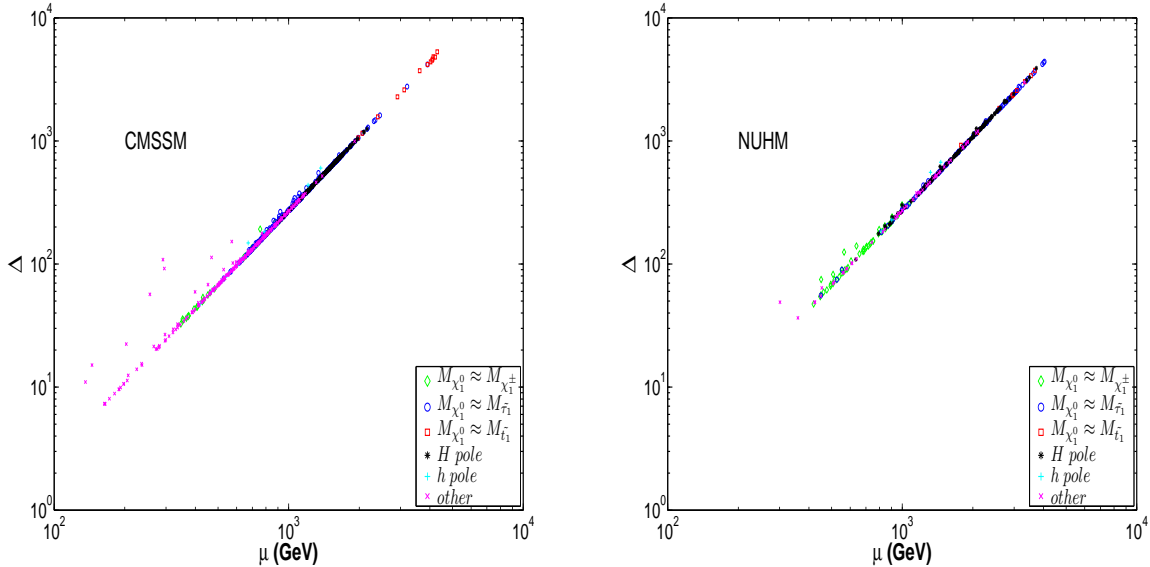 CMSSM
Δ
10^4
10^3
10^2
10^1
10^0
10^2
10^3
10^4
μ (GeV)
M_{χ_1^0} ≈ M_{χ_1^±}
M_{χ_1^0} ≈ M_{τ̃_1}
M_{χ_1^0} ≈ M_{t̃_1}
H pole
h pole
other
NUHM
Δ
10^4
10^3
10^2
10^1
10^0
10^2
10^3
10^4
μ (GeV)
M_{χ_1^0} ≈ M_{χ_1^±}
M_{χ_1^0} ≈ M_{τ̃_1}
M_{χ_1^0} ≈ M_{t̃_1}
H pole
h pole
other